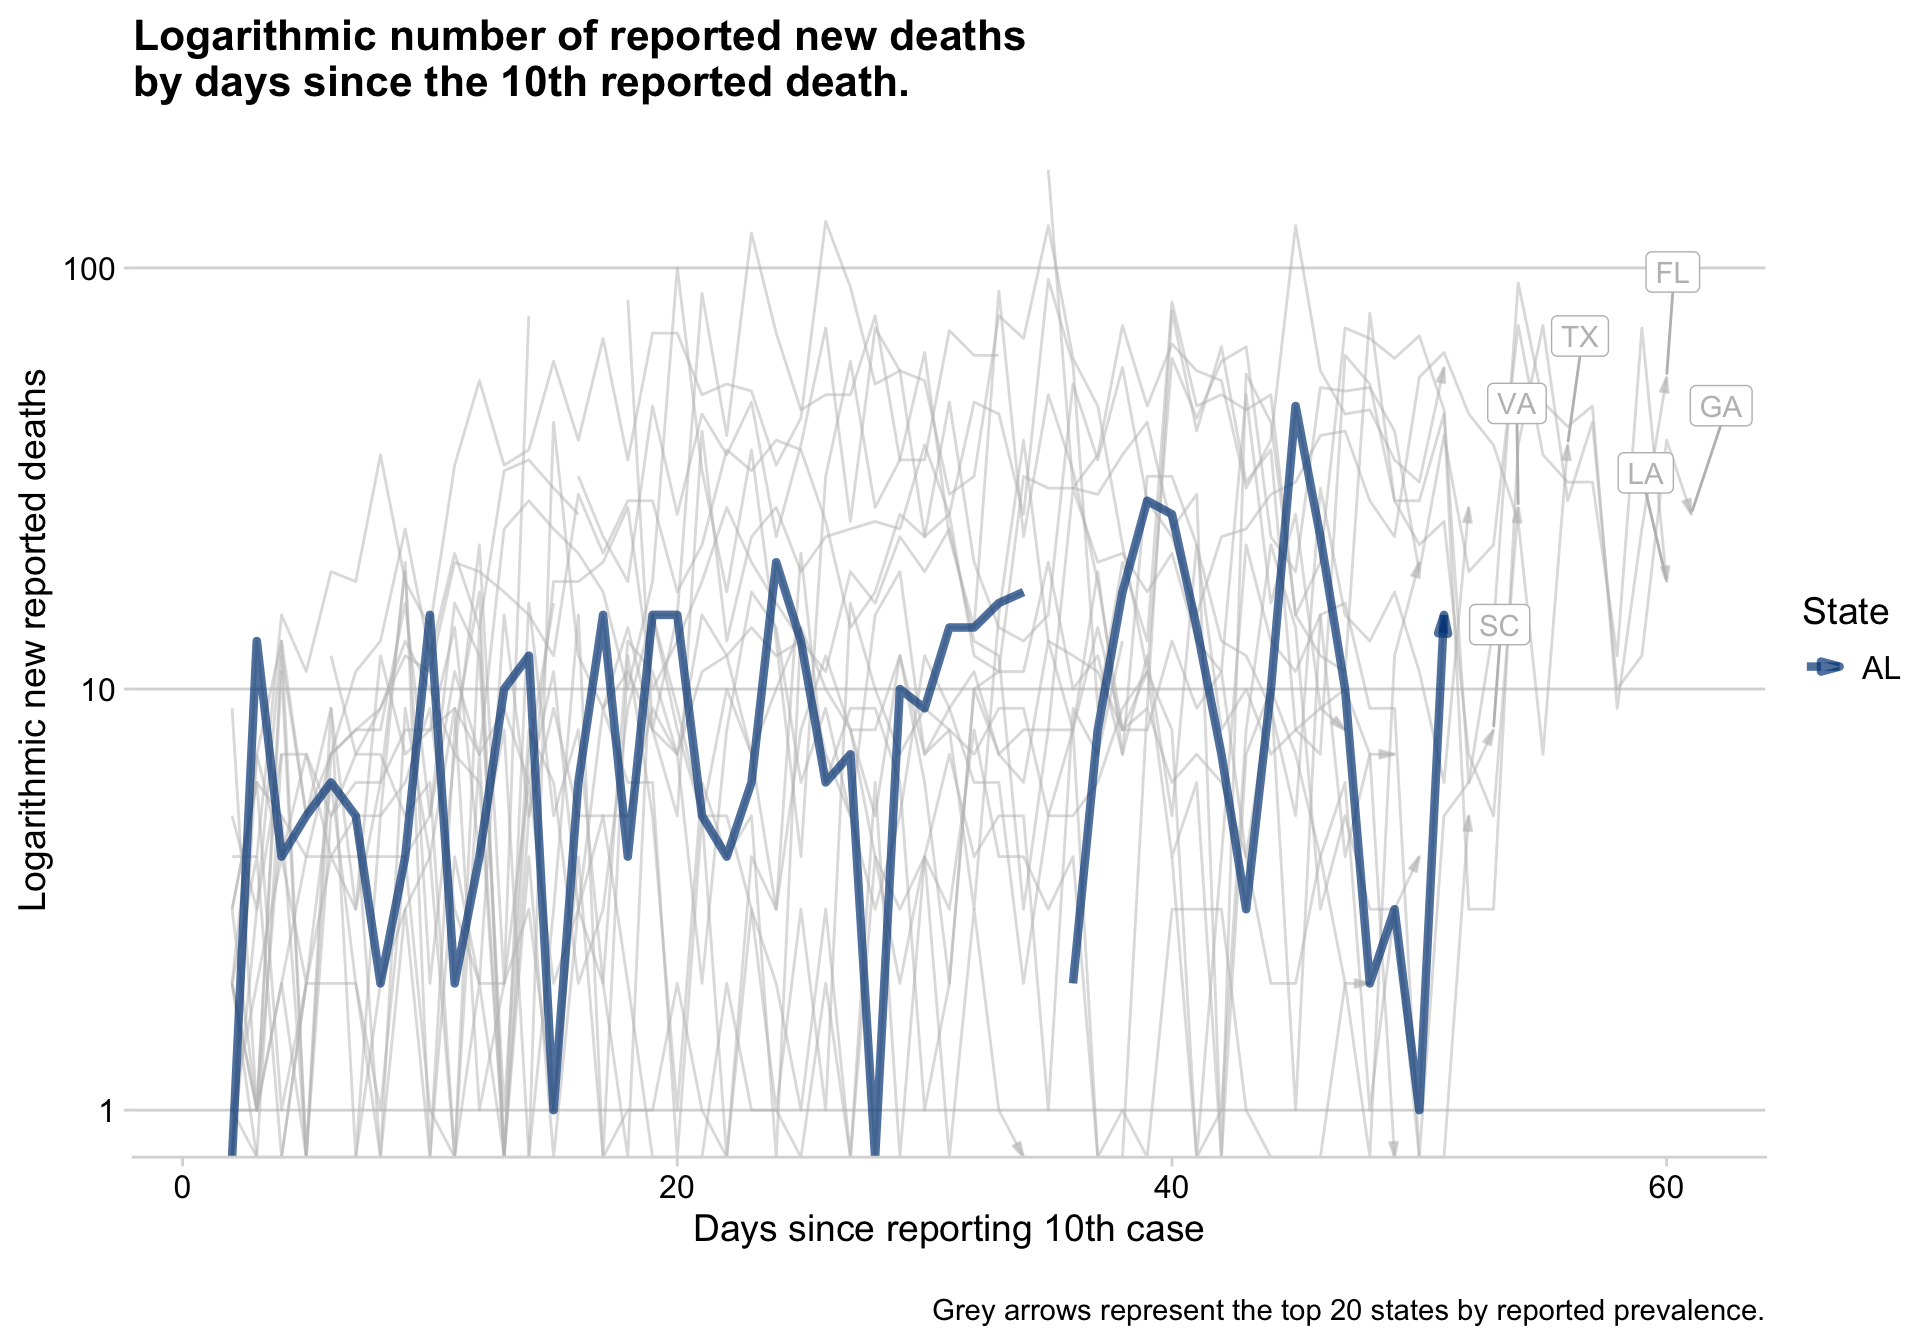 Logarithmic number of reported new deaths
by days since the 10th reported death.
Logarithmic new reported deaths
100
10
1
FL
TX
VA
GA
LA
SC
State
AL
0
20
40
60
Days since reporting 10th case
Grey arrows represent the top 20 states by reported prevalence.